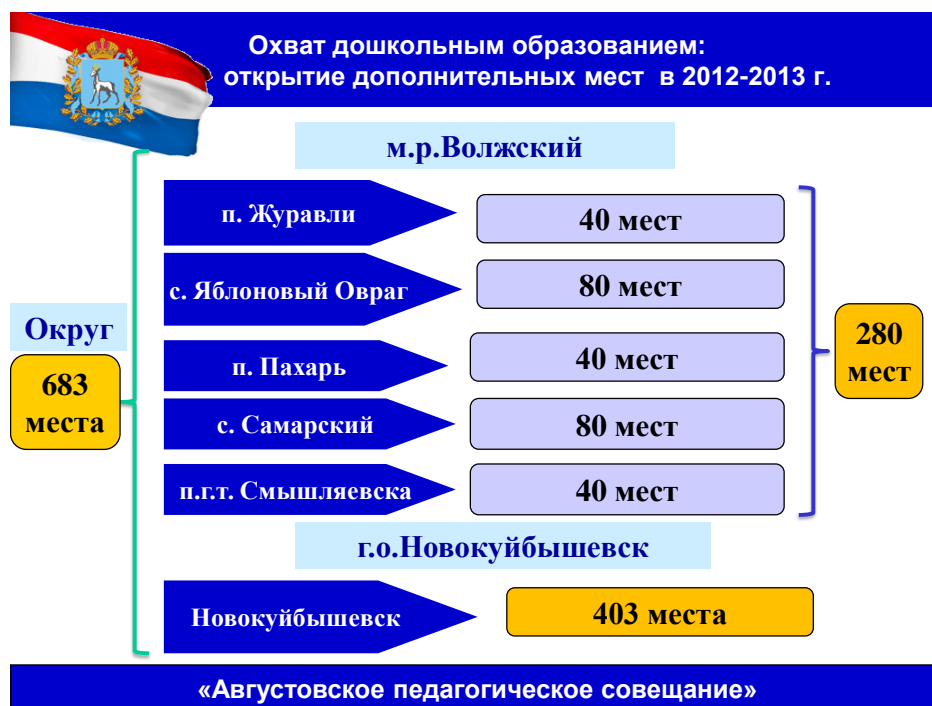 Охват дошкольным образованием:
открытие дополнительных мест в 2012-2013 г.
м.р.Волжский
п. Журавли
40 мест
с. Яблоновый Овраг
80 мест
п. Пахарь
40 мест
с. Самарский
80 мест
п.г.т. Смышляевска
40 мест
280
мест
Округ
683
места
г.о.Новокуйбышевск
Новокуйбышевск
403 места
«Августовское педагогическое совещание»